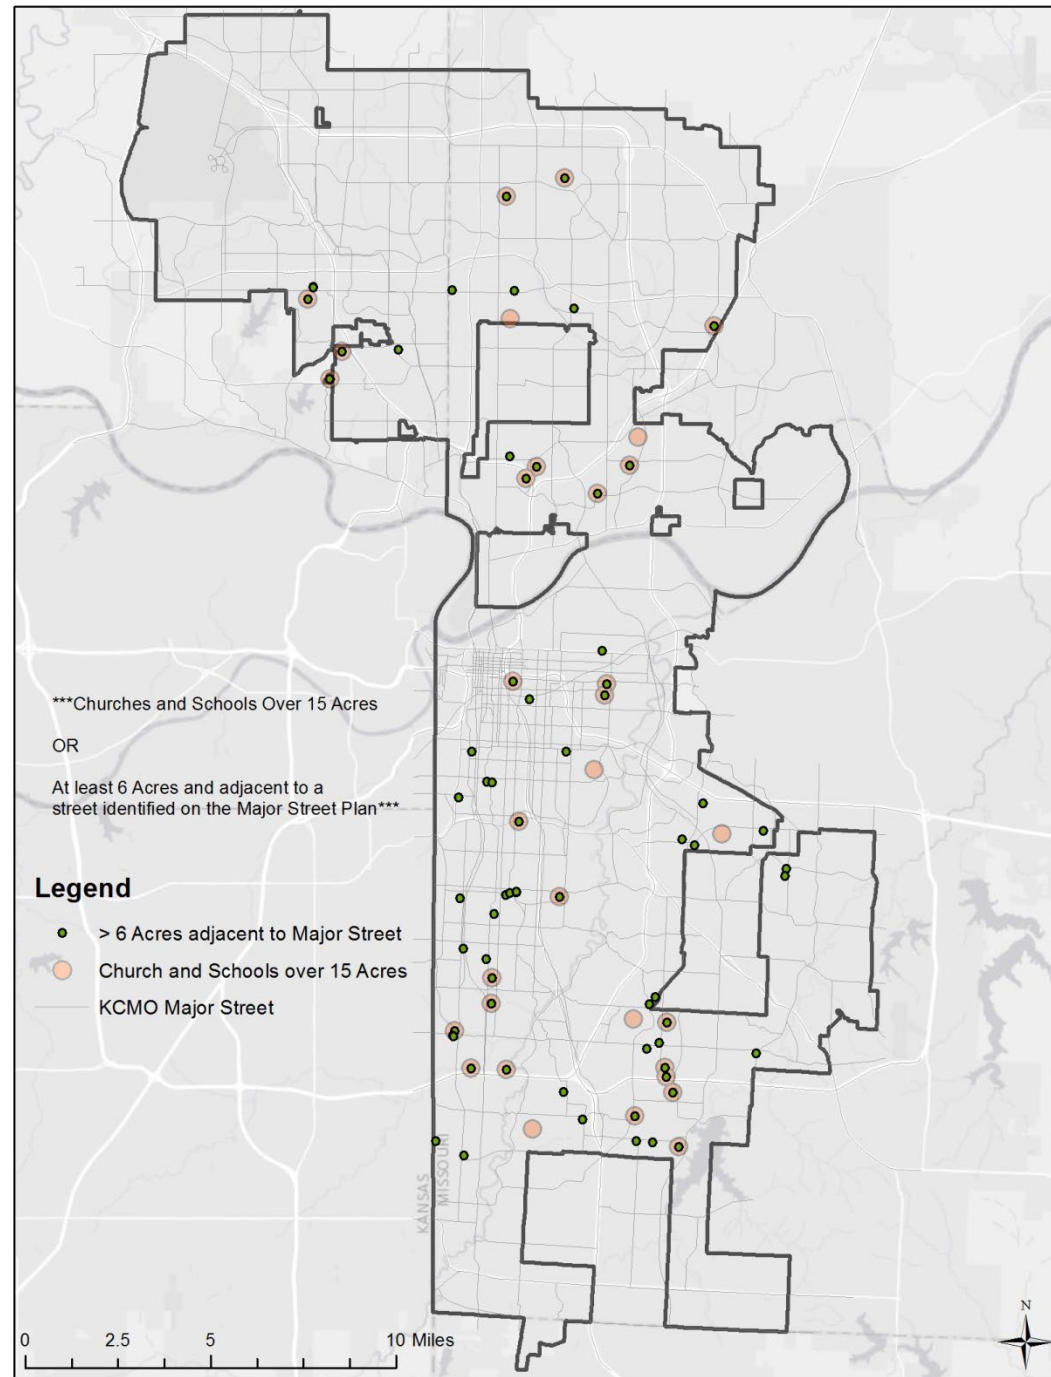 ***Churches and Schools Over 15 Acres
OR
At least 6 Acres and adjacent to a
street identified on the Major Street Plan***
Legend
> 6 Acres adjacent to Major Street
Church and Schools over 15 Acres
KCMO Major Street
KANSAS
MISSOURI
0 2.5 5 10 Miles
N